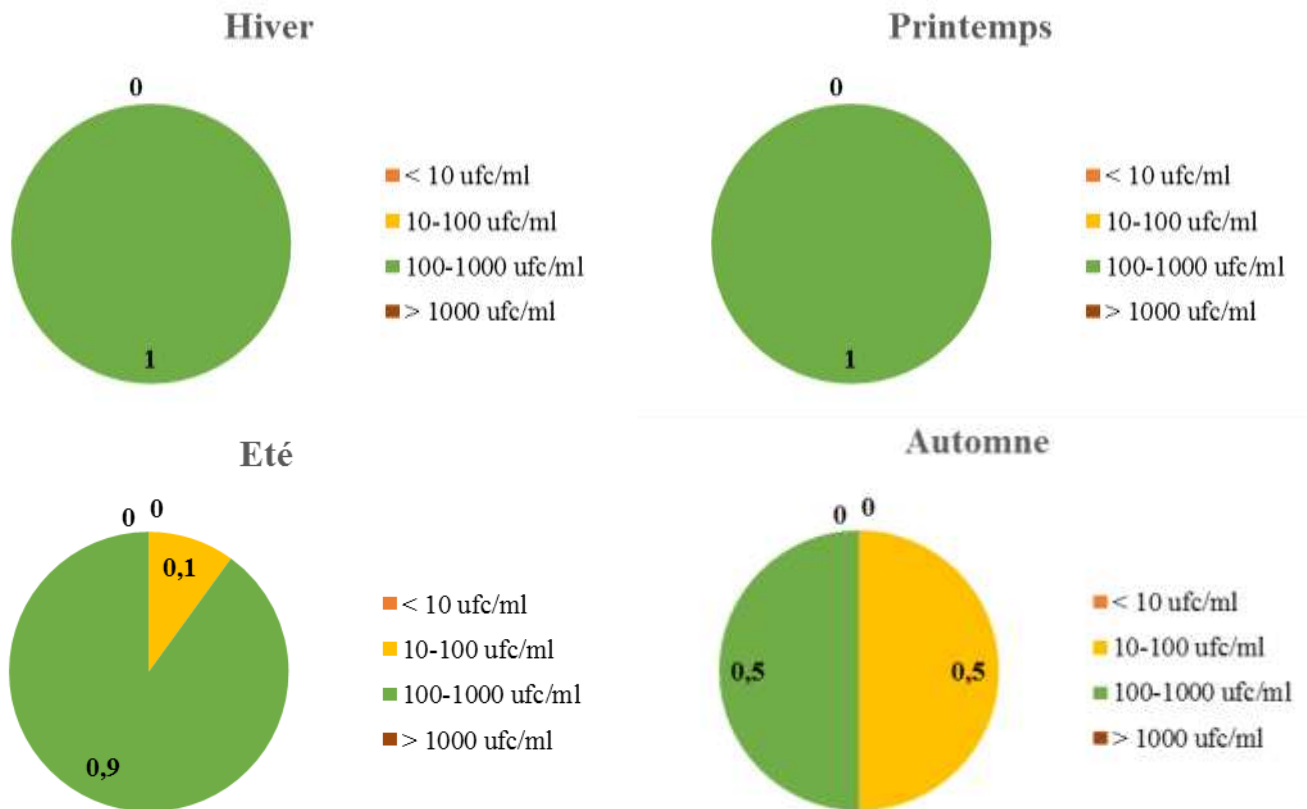 Hiver
0
1
< 10 ufc/ml
10-100 ufc/ml
100-1000 ufc/ml
> 1000 ufc/ml
Printemps
0
1
< 10 ufc/ml
10-100 ufc/ml
100-1000 ufc/ml
> 1000 ufc/ml
Eté
0 0
0,1
0,9
< 10 ufc/ml
10-100 ufc/ml
100-1000 ufc/ml
> 1000 ufc/ml
Automne
0 0
0,5 0,5
< 10 ufc/ml
10-100 ufc/ml
100-1000 ufc/ml
> 1000 ufc/ml